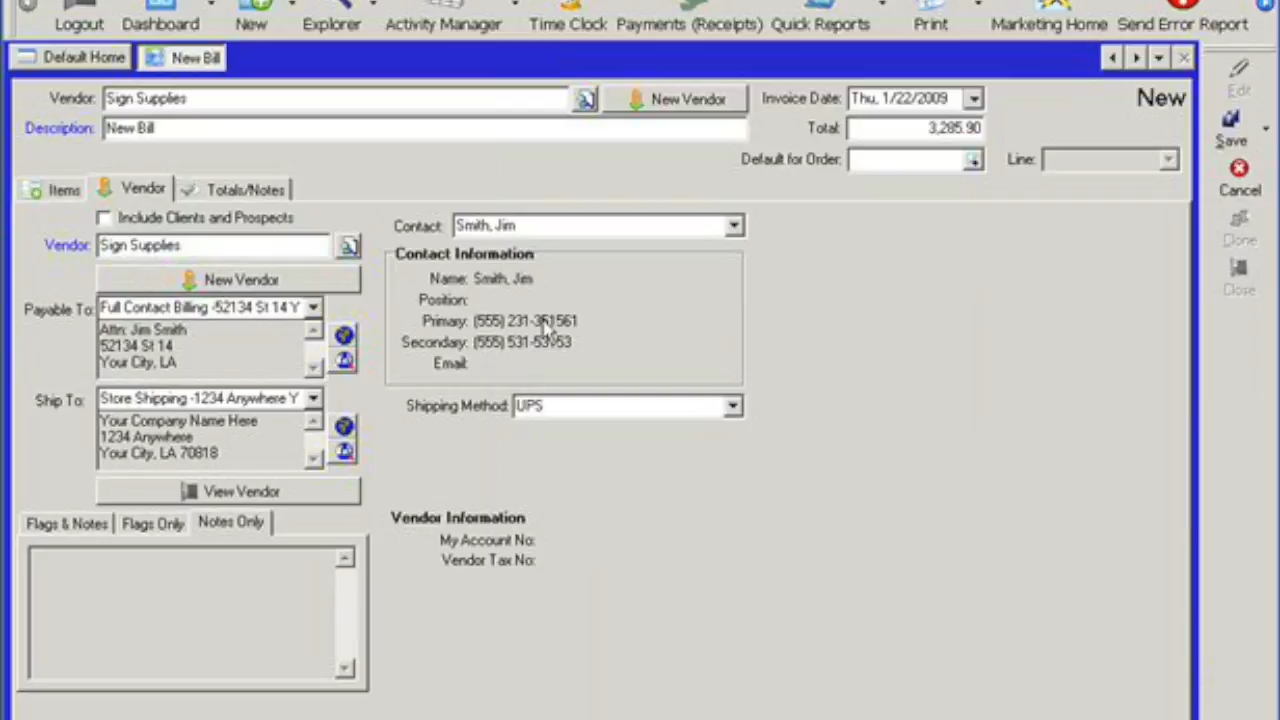 Logout Dashboard New Explorer Activity Manager Time Clock Payments (Receipts) Quick Reports Print Marketing Home Send Error Report
Default Home New Bill
Vendor: Sign Supplies New Vendor Invoice Date: Thu, 1/22/2009 New
Description: New Bill Total: 3,285.90
Default for Order: Line:
Items Vendor Totals/Notes
Include Clients and Prospects
Vendor: Sign Supplies
New Vendor
Payable To: Full Contact Billing -52134 St 14 Y
Attn: Jim Smith
52134 St 14
Your City, LA
Ship To: Store Shipping -1234 Anywhere Y
Your Company Name Here
1234 Anywhere
Your City, LA 70818
View Vendor
Flags & Notes Flags Only Notes Only
Contact: Smith, Jim
Contact Information
Name: Smith, Jim
Position:
Primary: (555)
Secondary: (555)
Email:
Shipping Method: UPS
Vendor Information
My Account No:
Vendor Tax No:
Edit
Save
Cancel
Clone
Close